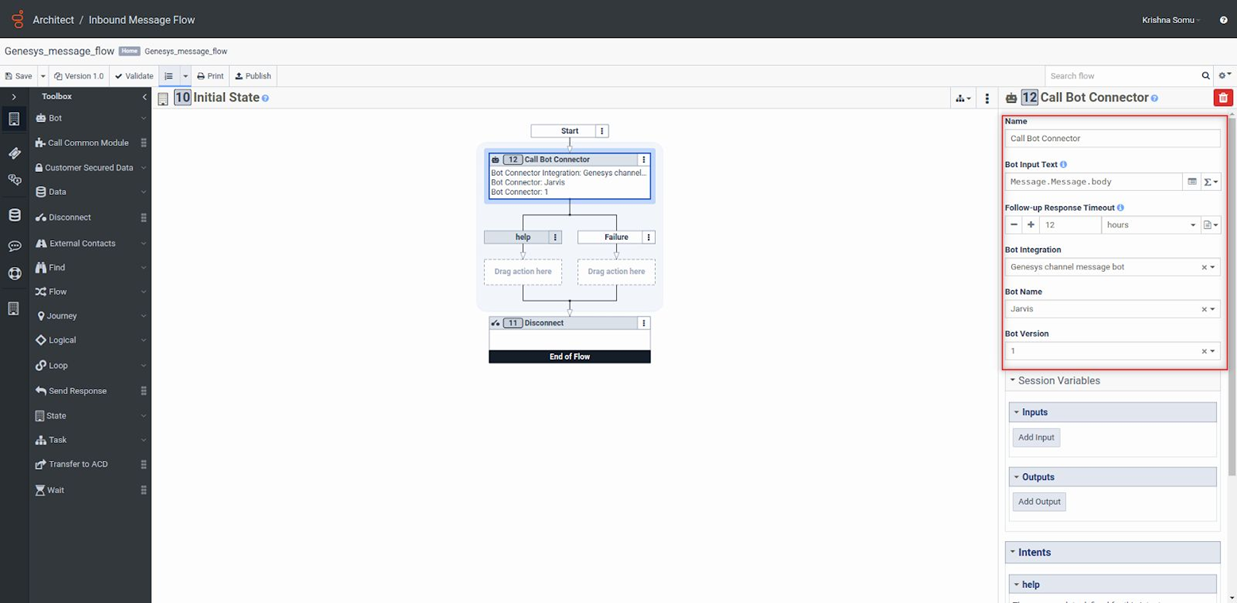 Architect / Inbound Message Flow
Krishna Somu
Genesys_message_flow Home Genesys_message_flow
Save Version 1.0 Validate Print Publish
Search flow
Toolbox
Bot
Call Common Module
Customer Secured Data
Data
Disconnect
External Contacts
Find
Flow
Journey
Logical
Loop
Send Response
State
Task
Transfer to ACD
Wait
10 Initial State
Start
12 Call Bot Connector
Bot Connector Integration: Genesys channel...
Bot Connector: Jarvis
Bot Connector: 1
help
Failure
Drag action here
Drag action here
11 Disconnect
End of Flow
12 Call Bot Connector
Name
Call Bot Connector
Bot Input Text
Message.Message.body
Follow-up Response Timeout
12 hours
Bot Integration
Genesys channel message bot
Bot Name
Jarvis
Bot Version
1
Session Variables
Inputs
Add Input
Outputs
Add Output
Intents
help